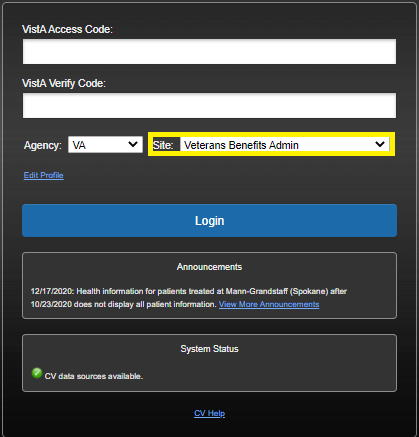 VistA Access Code:
VistA Verify Code:
Agency: VA Site: Veterans Benefits Admin
Edit Profile
Login
Announcements
12/17/2020: Health information for patients treated at Mann-Grandstaff (Spokane) after
10/23/2020 does not display all patient information. View More Announcements
System Status
CV data sources available.
CV Help